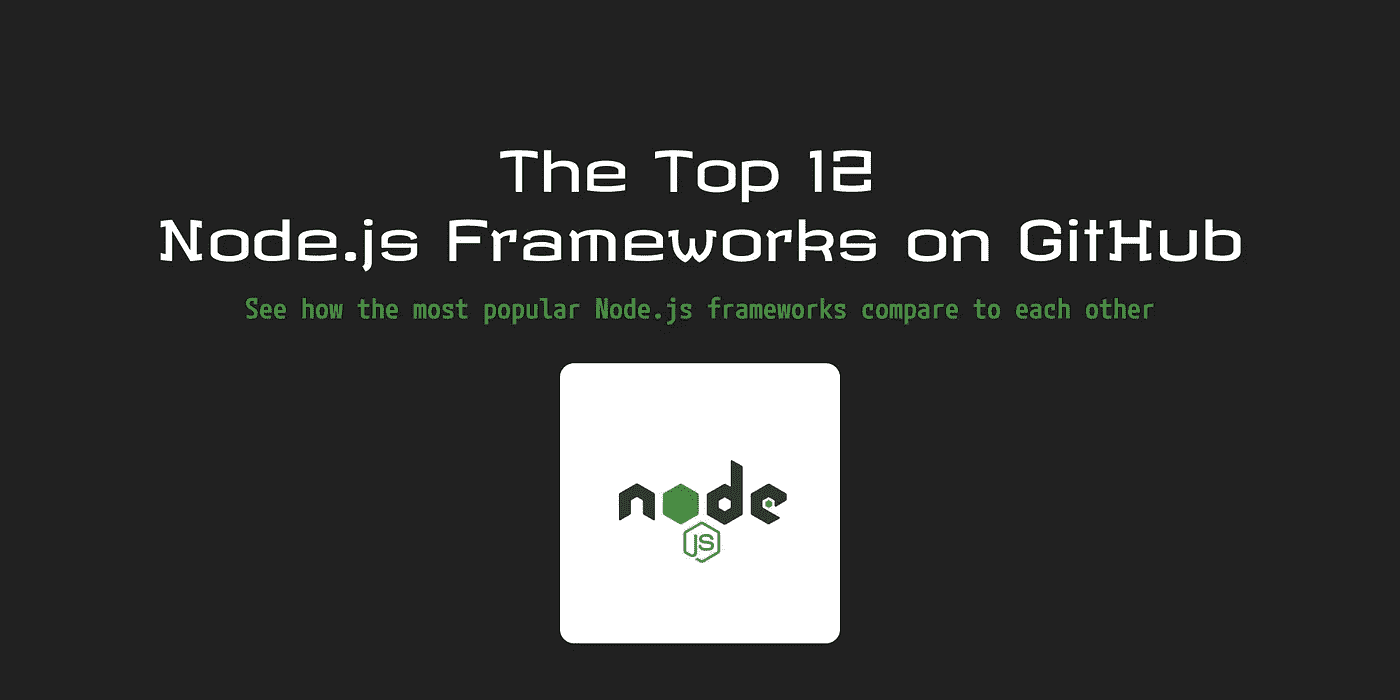 The Top 12
Node.js Frameworks on GitHub
See how the most popular Node.js frameworks compare to each other
node
JS